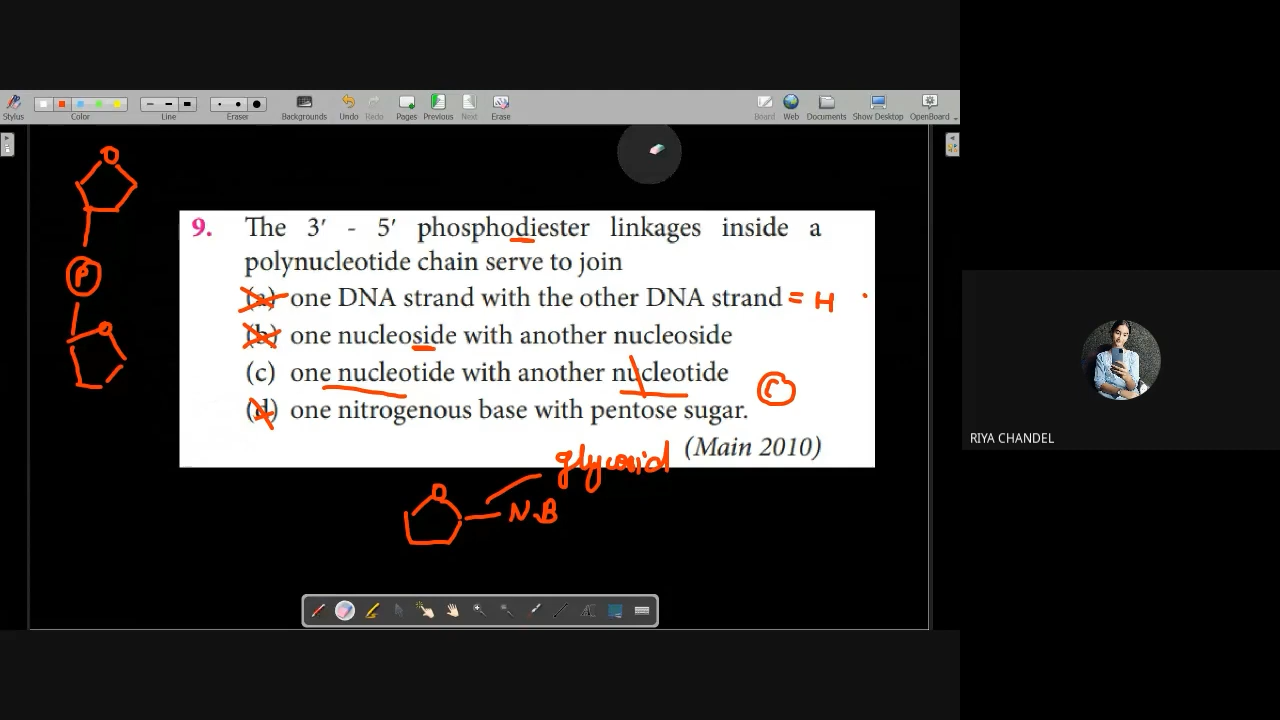 Stylus Color Line Eraser Backgrounds Undo Redo Pages Previous Next Erase Board Web Documents Show Desktop OpenBoard
O
P
O
9. The 3′ - 5′ phosphodiester linkages inside a
polynucleotide chain serve to join
(a) one DNA strand with the other DNA strand = H
(b) one nucleoside with another nucleoside
(c) one nucleotide with another nucleotide
C
(d) one nitrogenous base with pentose sugar.
(Main 2010)
glycosid
O
N B
RIYA CHANDEL